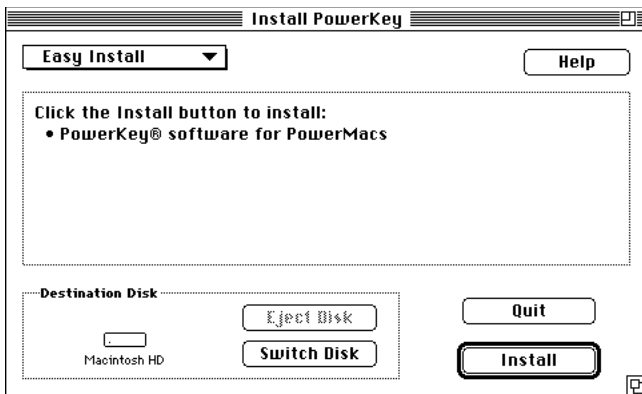 Install PowerKey
Easy Install
Help
Click the Install button to install:
• PowerKey® software for PowerMacs
Destination Disk
Eject Disk
Quit
Macintosh HD
Switch Disk
Install